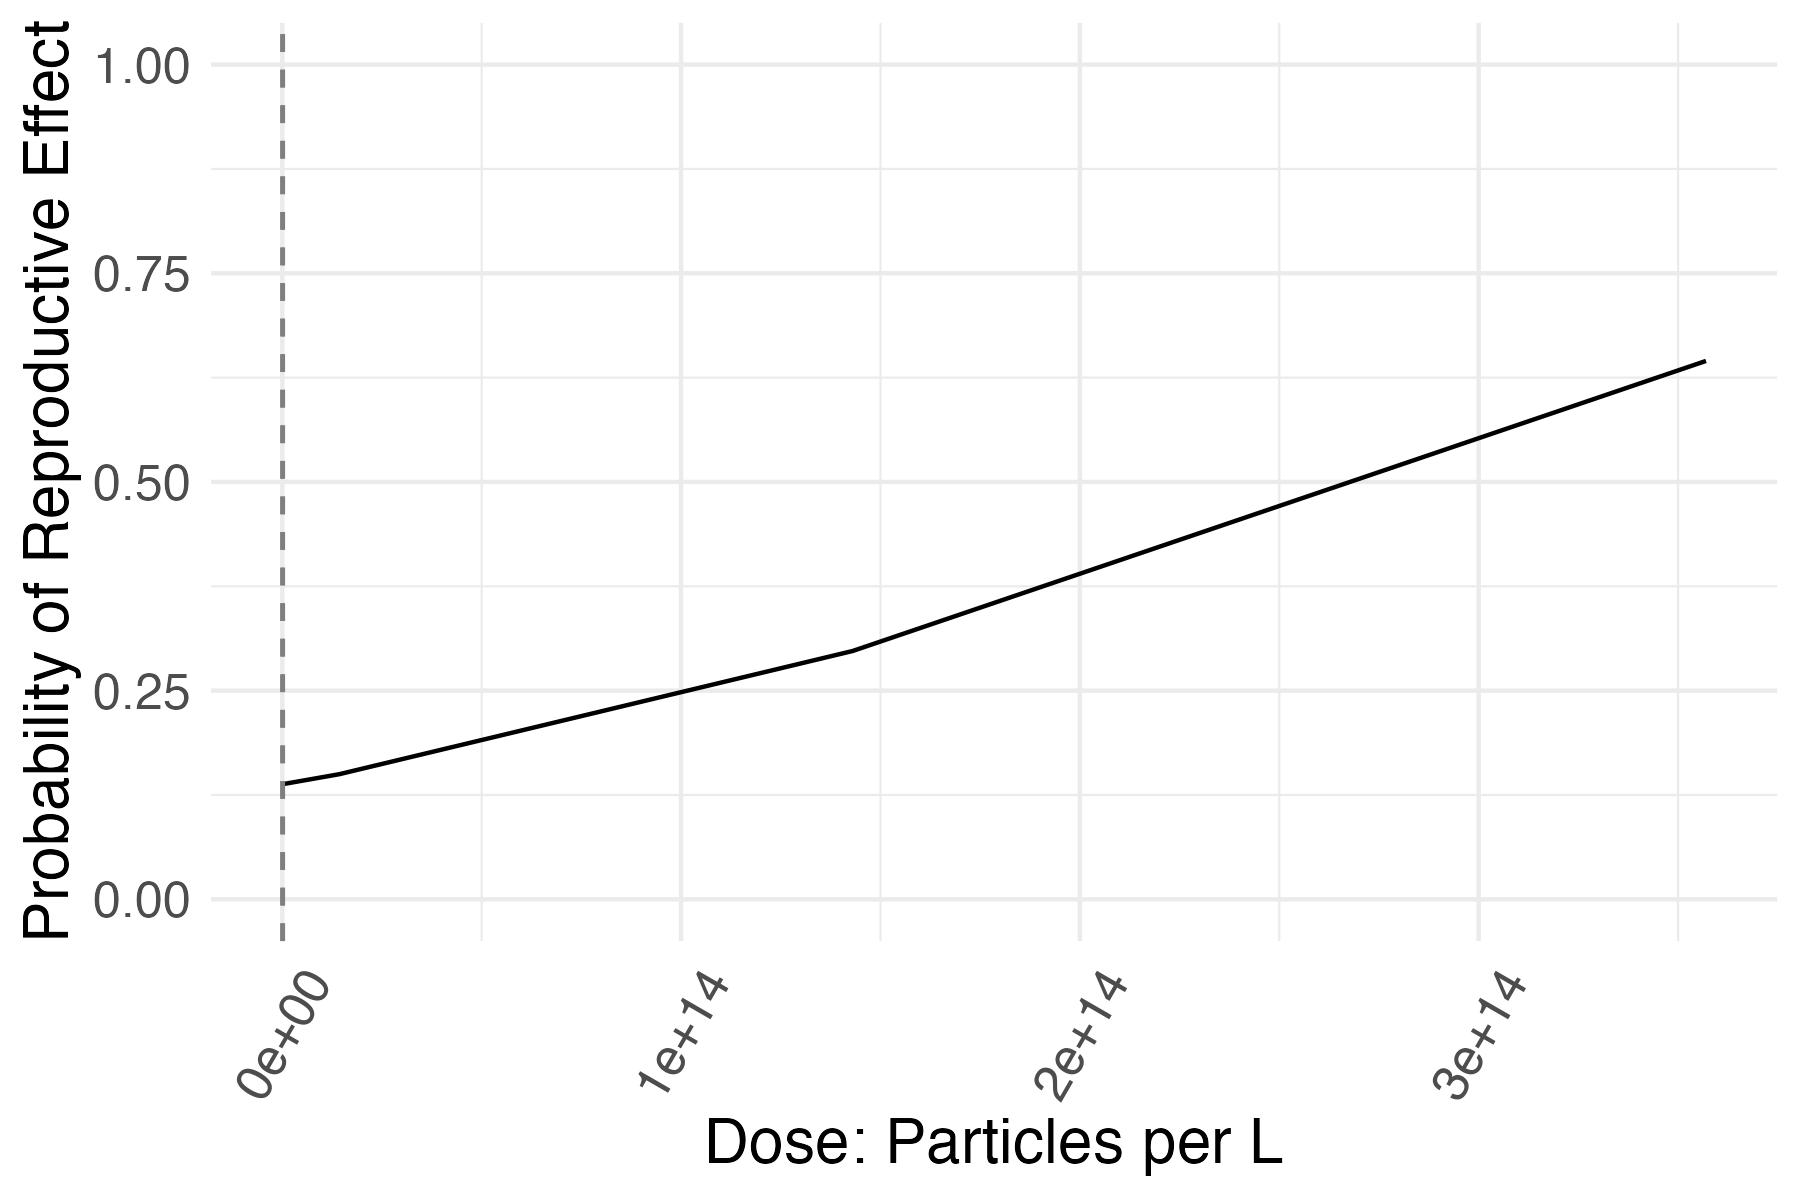 Probability of Reproductive Effect
1.00
0.75
0.50
0.25
0.00
0e+00
1e+14
2e+14
3e+14
Dose: Particles per L